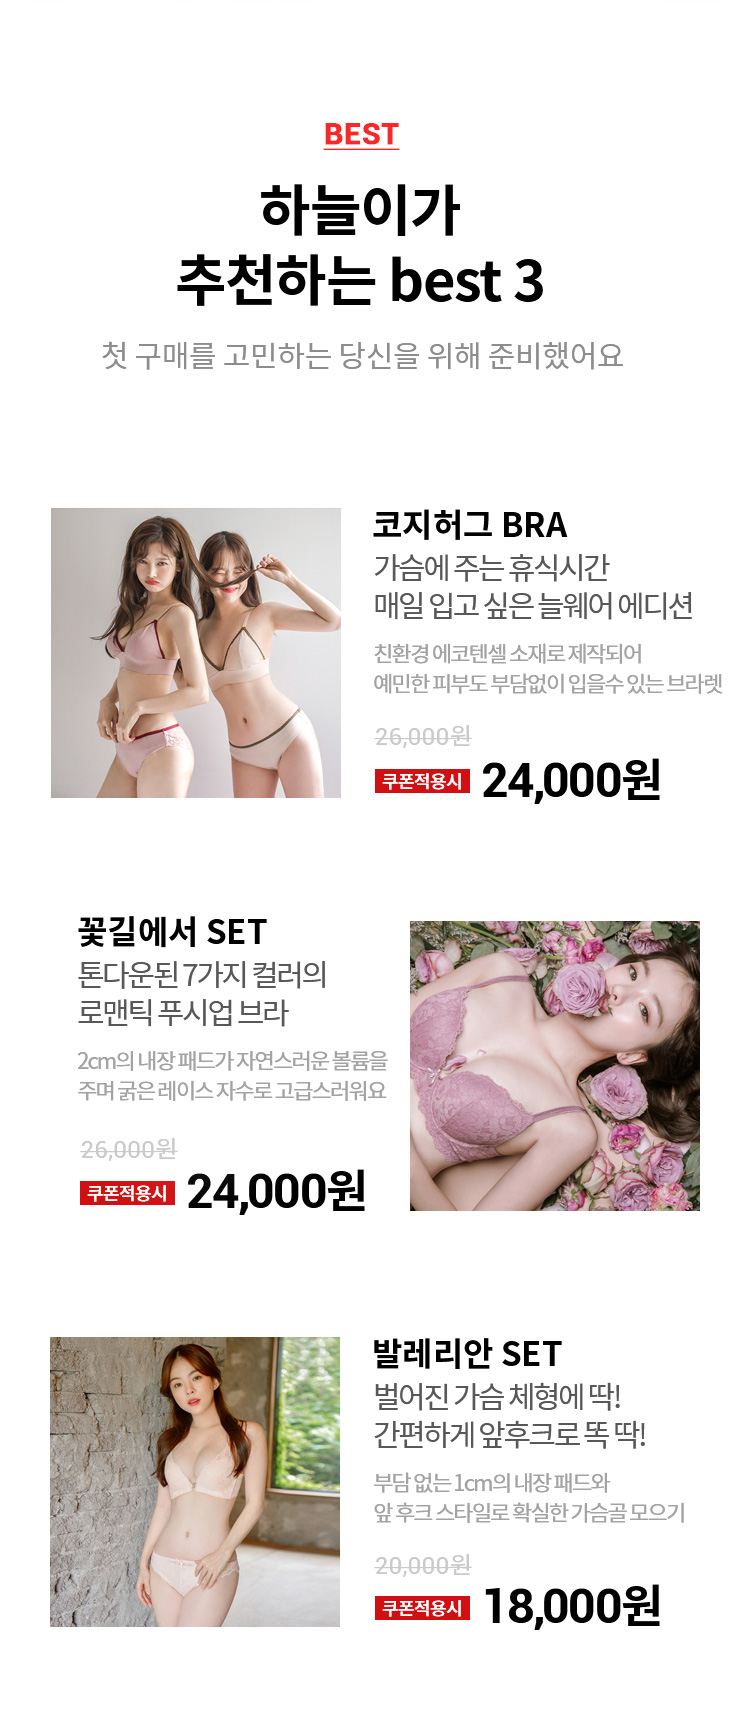 BEST
하늘이가
추천하는 best 3
첫 구매를 고민하는 당신을 위해 준비했어요
코지허그 BRA
가슴에 주는 휴식시간
매일 입고 싶은 늘웨어 에디션
친환경 에코텐셀 소재로 제작되어
예민한 피부도 부담없이 입을수 있는 브라렛
26,000원
쿠폰적용시 24,000원
꽃길에서 SET
톤다운된 7가지 컬러의
로맨틱 푸시업 브라
2cm의 내장 패드가 자연스러운 볼륨을
주며 굵은 레이스 자수로 고급스러워요
26,000원
쿠폰적용시 24,000원
발레리안 SET
벌어진 가슴 체형에 딱!
간편하게 앞후크로 똑 딱!
부담 없는 1cm의 내장 패드와
앞 후크 스타일로 확실한 가슴골 모으기
20,000원
쿠폰적용시 18,000원